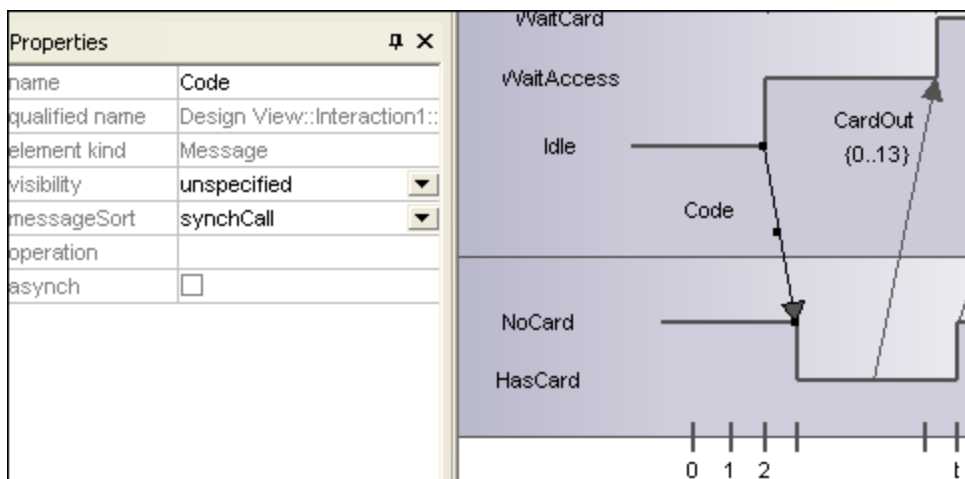 Properties
name Code
qualified name Design View::Interaction1::
element kind Message
visibility unspecified
messageSort synchCall
operation
asynch
WaitCard
WaitAccess
CardOut
{0..13}
Idle
Code
NoCard
HasCard
0 1 2 t